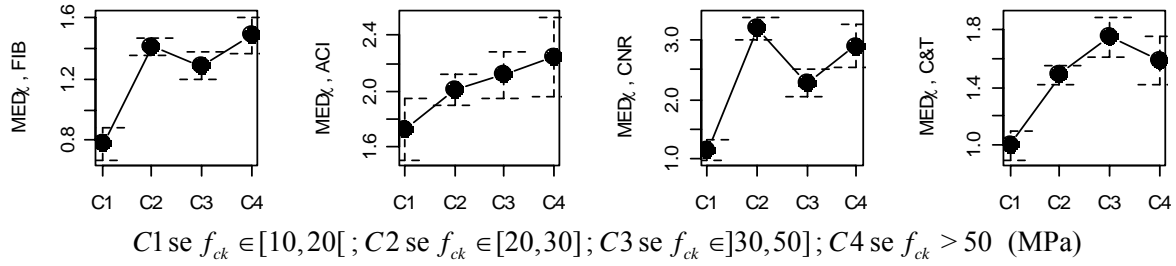 MEDχ, FIB
1.6
1.2
0.8
C1 C2 C3 C4
MEDχ, ACI
2.4
2.0
1.6
C1 C2 C3 C4
MEDχ, CNR
3.0
2.0
1.0
C1 C2 C3 C4
MEDχ, C&T
1.8
1.4
1.0
C1 C2 C3 C4
C1 se f_ck ∈[10,20[ ; C2 se f_ck ∈[20,30] ; C3 se f_ck ∈]30,50] ; C4 se f_ck > 50 (MPa)